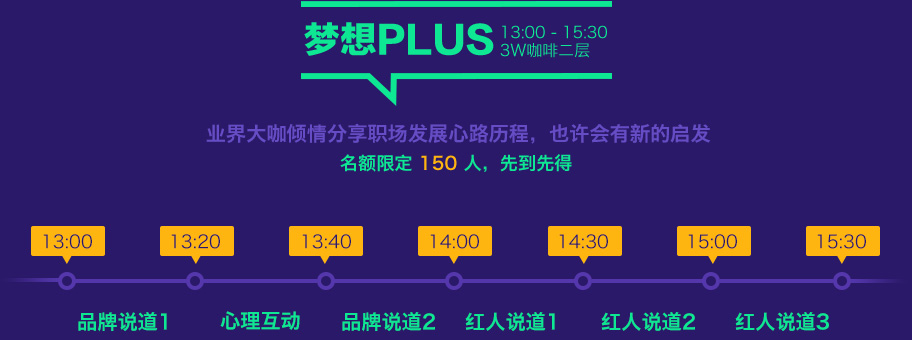 梦想PLUS
13:00 - 15:30
3W咖啡二层
业界大咖倾情分享职场发展心路历程，也许会有新的启发
名额限定 150 人，先到先得
13:00 13:20 13:40 14:00 14:30 15:00 15:30
品牌说道1 心理互动 品牌说道2 红人说道1 红人说道2 红人说道3